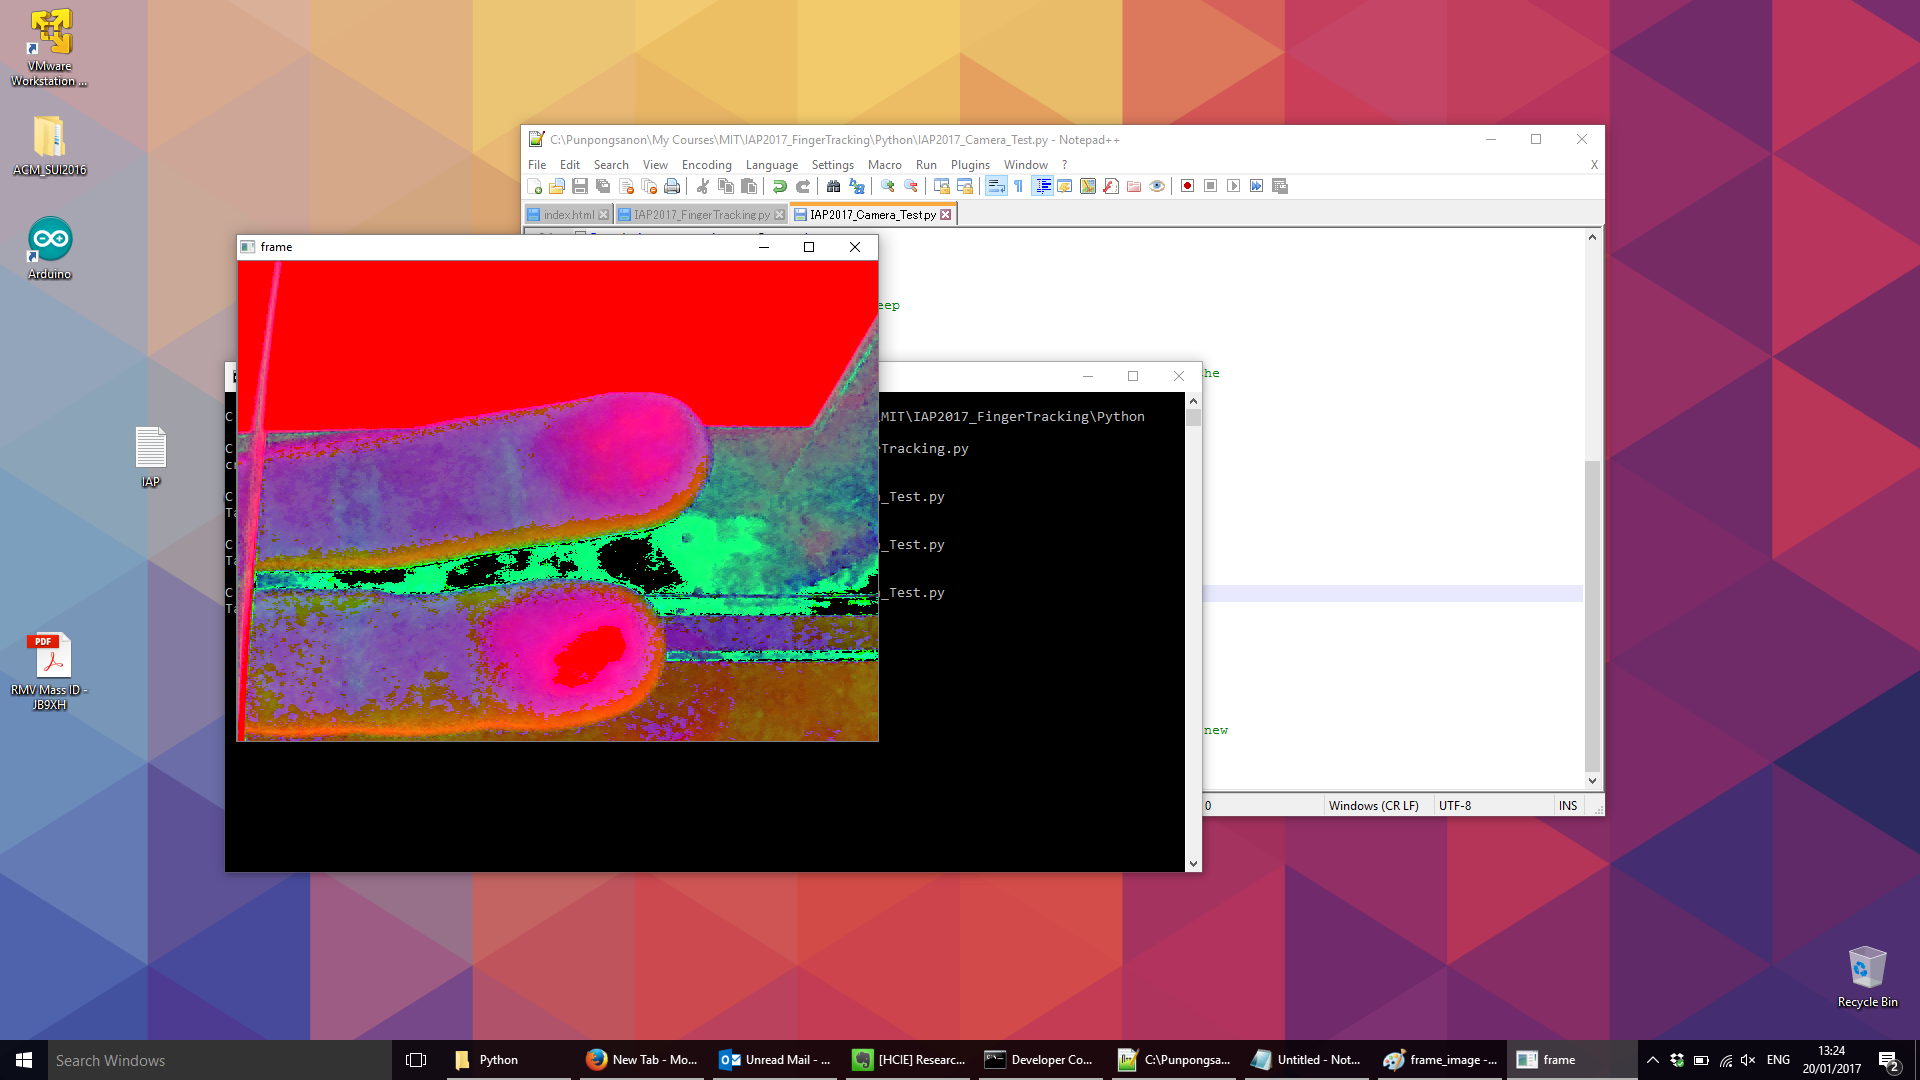 VMware
Workstation ...
ACM_SUI2016
Arduino
IAP
RMV Mass ID -
JB9XH
Recycle Bin
C:\Punpongsanon\My Courses\MIT\IAP2017_FingerTracking\Python\IAP2017_Camera_Test.py - Notepad++
File Edit Search View Encoding Language Settings Macro Run Plugins Window ? X
index.html IAP2017_FingerTracking.py IAP2017_Camera_Test.py
frame
eep
he
new
C MIT\IAP2017_FingerTracking\Python
C Tracking.py
C _Test.py
Ta
C _Test.py
Ta
C _Test.py
Ta
0 Windows (CR LF) UTF-8 INS
Search Windows
Python
New Tab - Mo...
Unread Mail - ...
[HCIE] Researc...
Developer Co...
C:\Punpongsa...
Untitled - Not...
frame_image -...
frame
ENG
13:24
20/01/2017
2